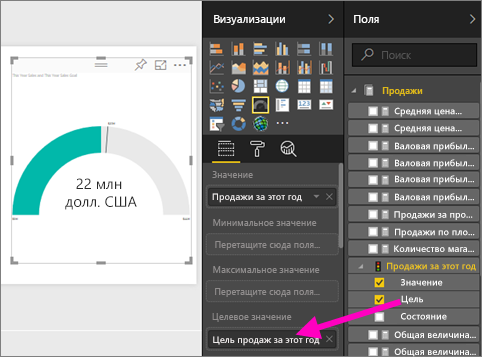 This Year Sales and This Year Sales Goal
22 млн
долл. США
Визуализации
Значение
Продажи за этот год
Минимальное значение
Перетащите сюда поля...
Максимальное значение
Перетащите сюда поля...
Целевое значение
Цель продаж за этот год
Поля
Поиск
Продажи
Средняя цена...
Средняя цена...
Валовая прибыл...
Валовая прибыл...
Валовая прибыл...
Валовая прибыл...
Продажи за про...
Продажи по пло...
Количество мага...
Продажи за этот год
Значение
Цель
Состояние
Общая величина...
Общая величина...